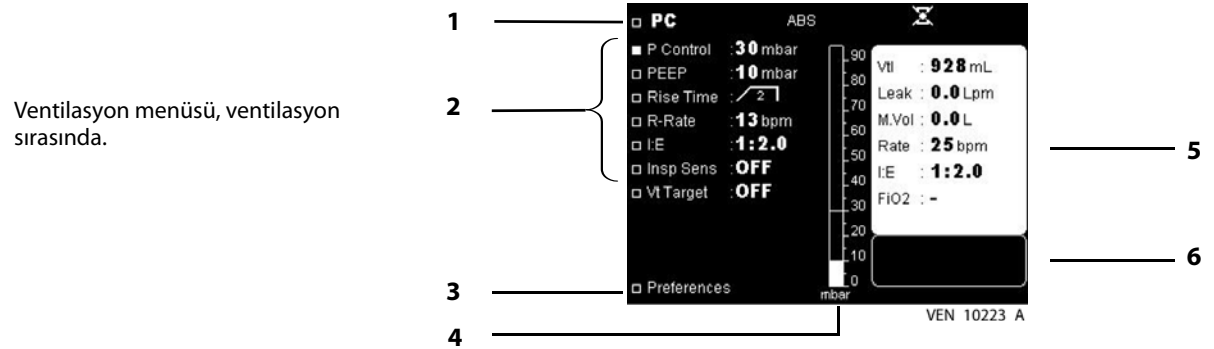 Ventilasyon menüsü, ventilasyon
sırasında.
1
2
3
4
PC ABS
P Control :30 mbar
PEEP :10 mbar
Rise Time : 2
R-Rate :13 bpm
I:E :1:2.0
Insp Sens :OFF
Vt Target :OFF
Preferences
90
80
70
60
50
40
30
20
10
0
mbar
VtI : 928 mL
Leak : 0.0 Lpm
M.Vol : 0.0 L
Rate : 25 bpm
I:E : 1:2.0
FiO2 : -
5
6
VEN 10223 A